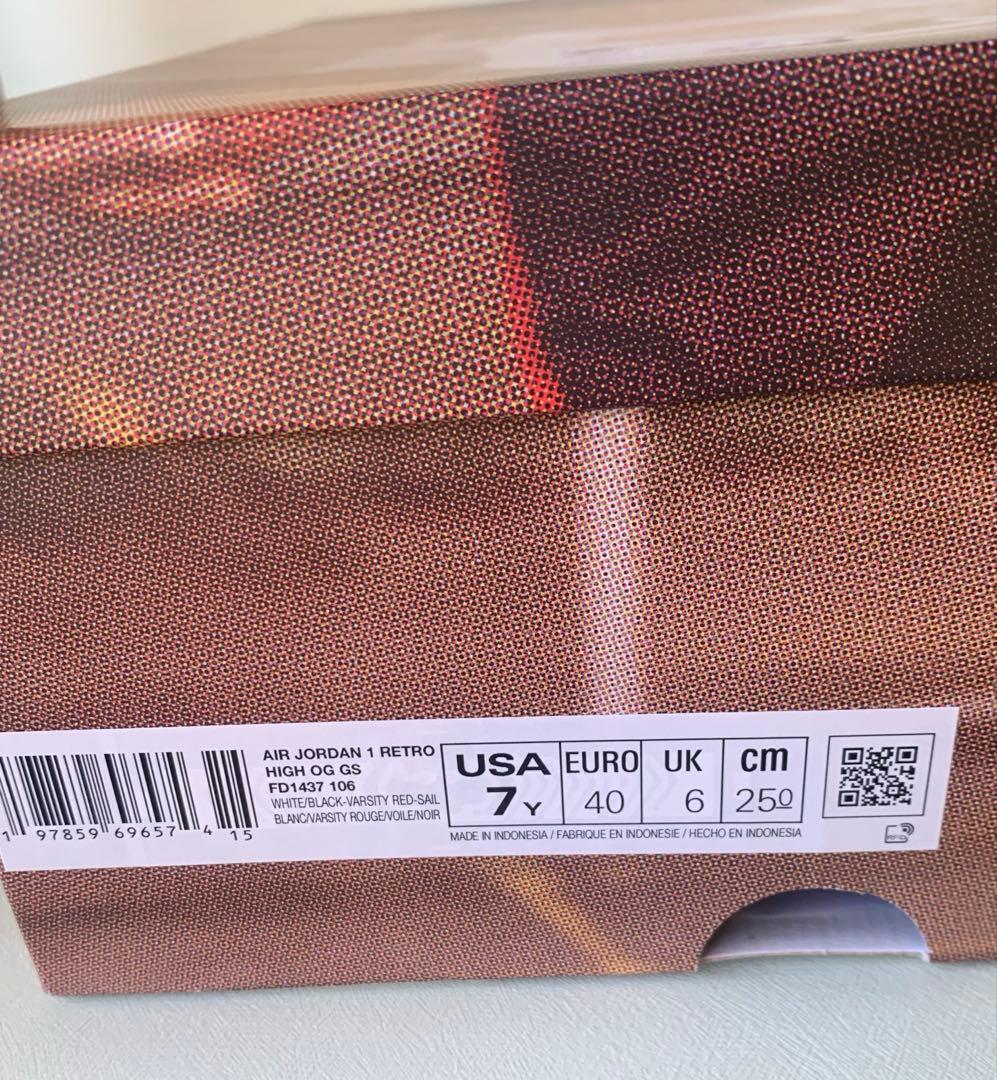 AIR JORDAN 1 RETRO
HIGH OG GS
FD1437 106
WHITE/BLACK-VARSITY RED-SAIL
BLANC/VARSITY ROUGE/VOILE/NOIR
1 97859 69657 4 15
USA EURO UK cm
7Y 40 6 250
MADE IN INDONESIA / FABRIQUE EN INDONESIE / HECHO EN INDONESIA
RFID